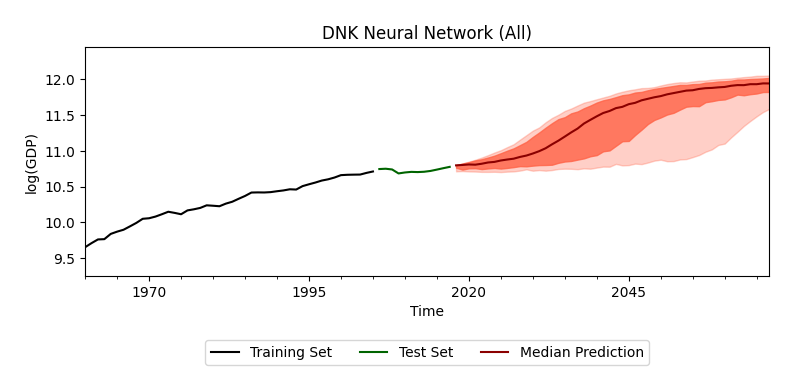 DNK Neural Network (All)
log(GDP)
12.0
11.5
11.0
10.5
10.0
9.5
1970 1995 2020 2045
Time
Training Set Test Set Median Prediction